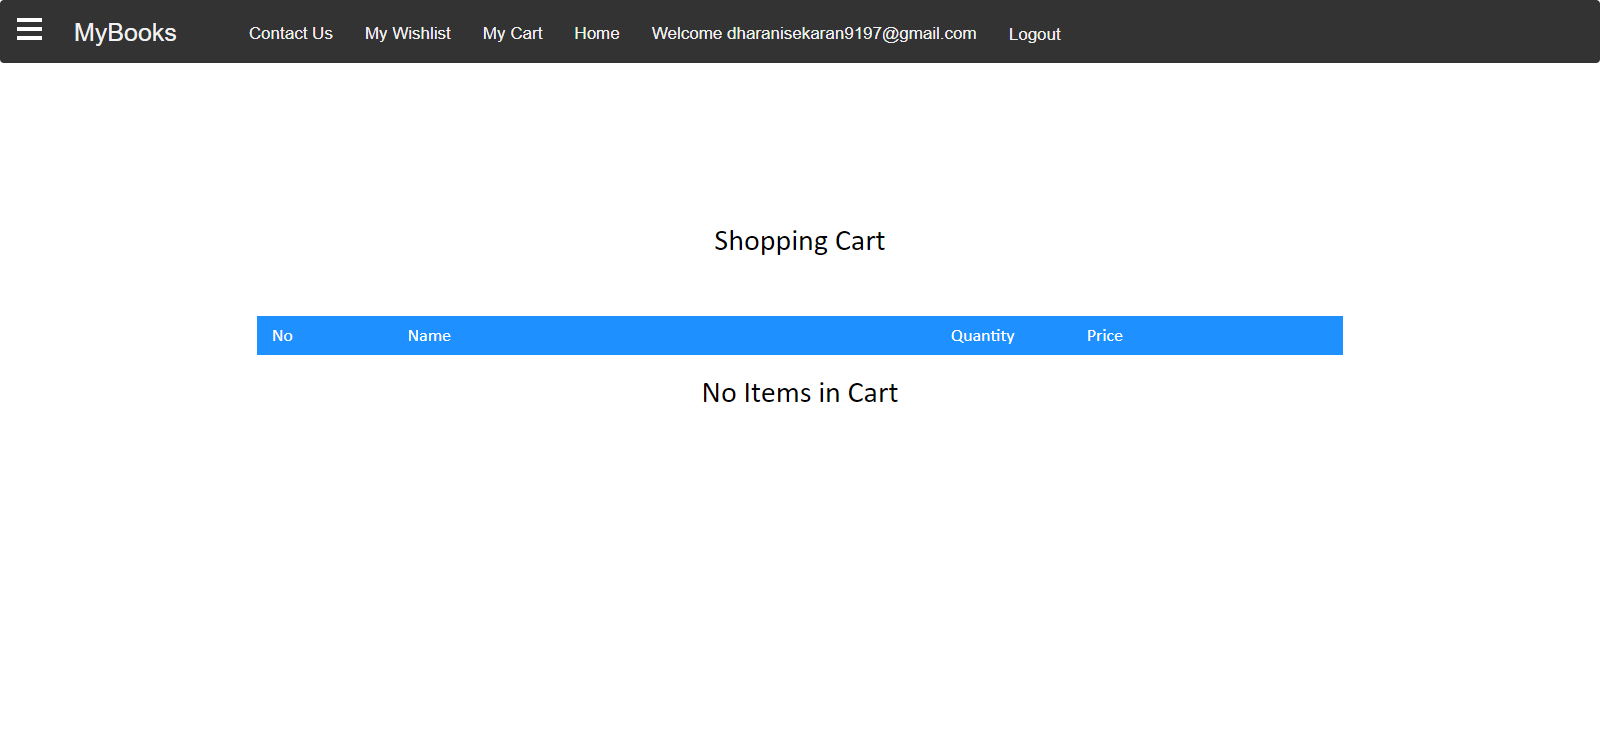 MyBooks Contact Us My Wishlist My Cart Home Welcome dharanisekaran9197@gmail.com Logout
Shopping Cart
No Name Quantity Price
No Items in Cart